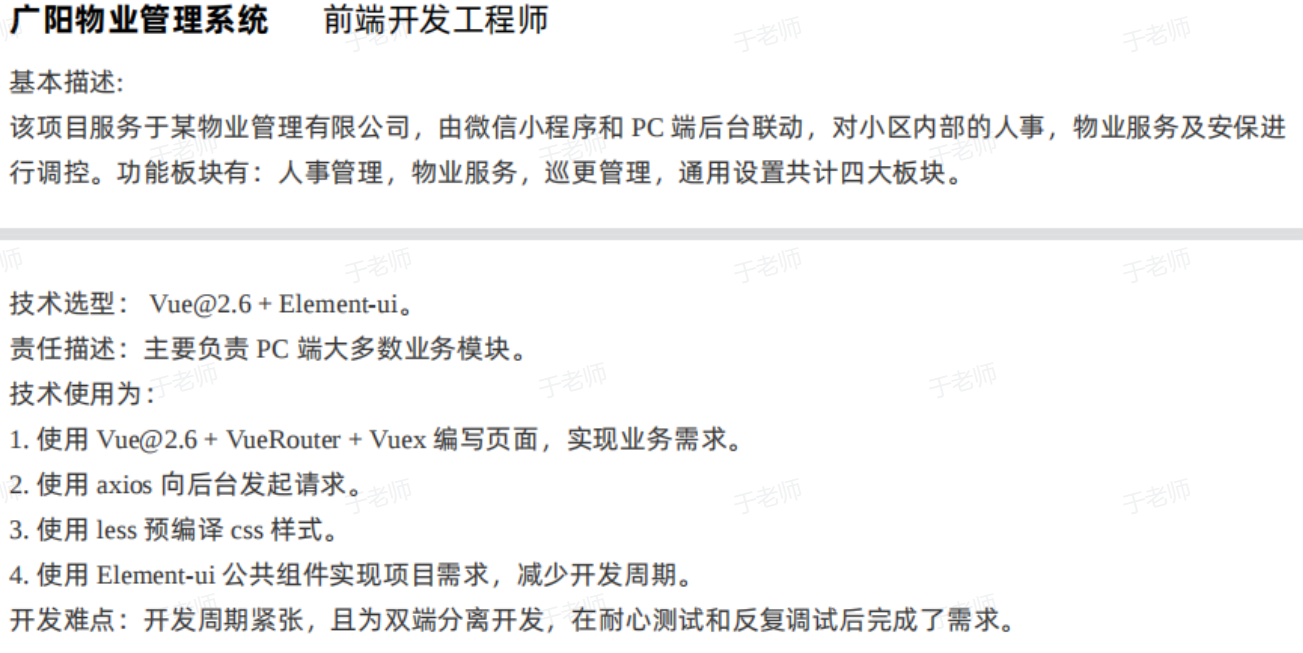 广阳物业管理系统 前端开发工程师
基本描述:
该项目服务于某物业管理有限公司，由微信小程序和 PC 端后台联动，对小区内部的人事，物业服务及安保进
行调控。功能板块有：人事管理，物业服务，巡更管理，通用设置共计四大板块。
技术选型： Vue@2.6 + Element-ui。
责任描述：主要负责 PC 端大多数业务模块。
技术使用为：
1. 使用 Vue@2.6 + VueRouter + Vuex 编写页面，实现业务需求。
2. 使用 axios 向后台发起请求。
3. 使用 less 预编译 css 样式。
4. 使用 Element-ui 公共组件实现项目需求，减少开发周期。
开发难点：开发周期紧张，且为双端分离开发，在耐心测试和反复调试后完成了需求。
于老师